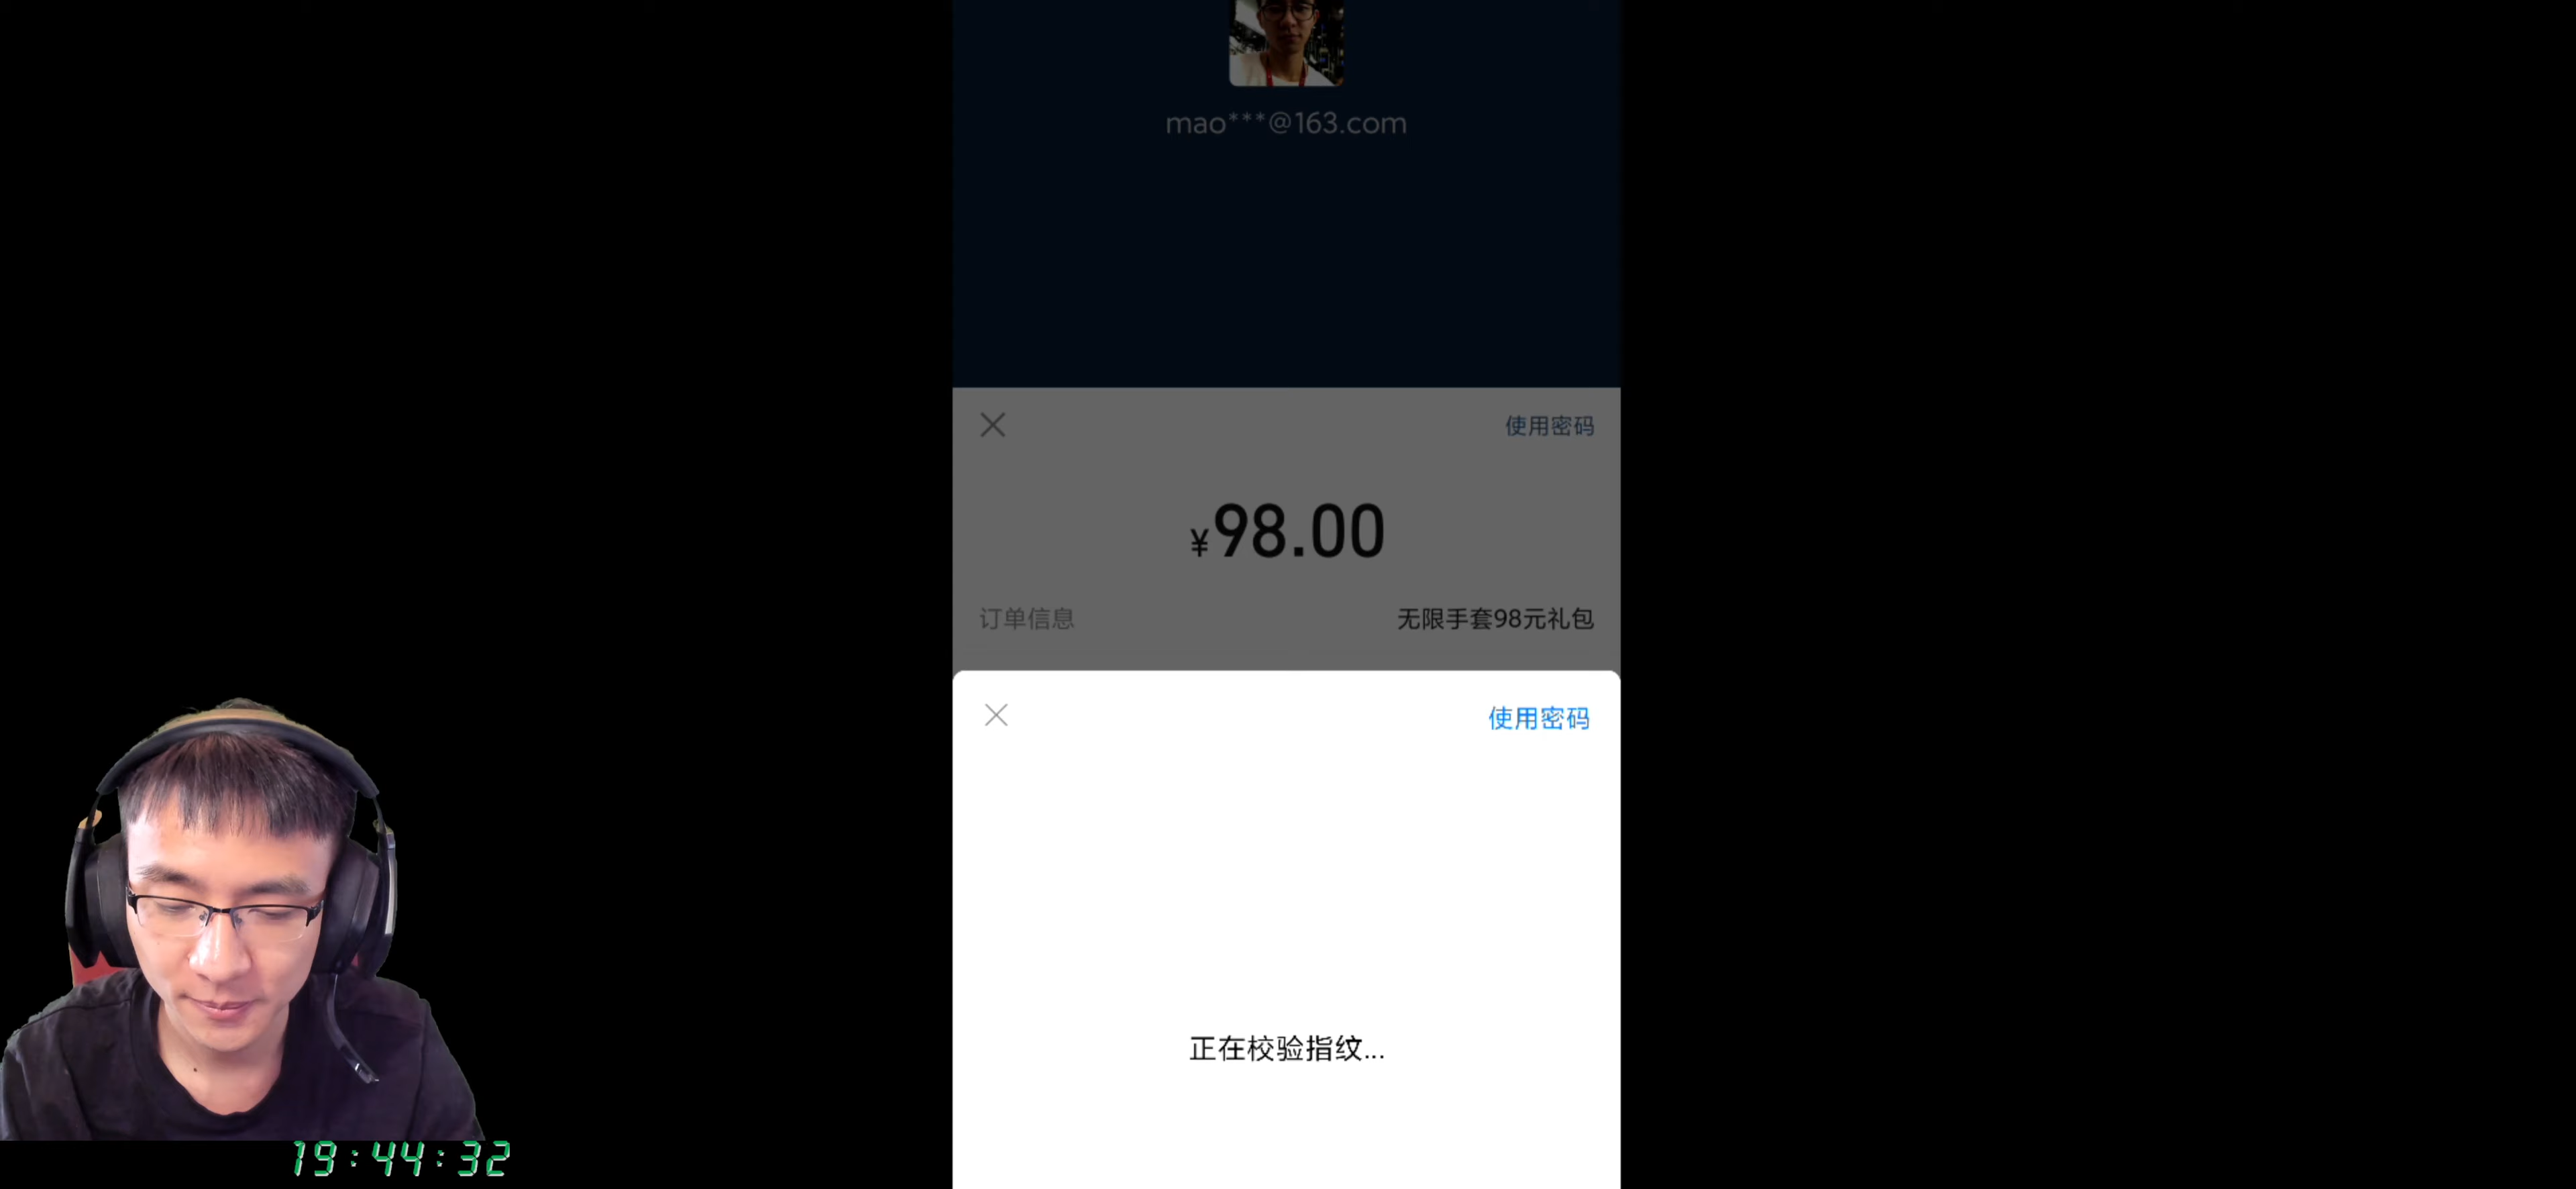 mao***@163.com
使用密码
¥98.00
订单信息 无限手套98元礼包
使用密码
正在校验指纹...
19:44:32